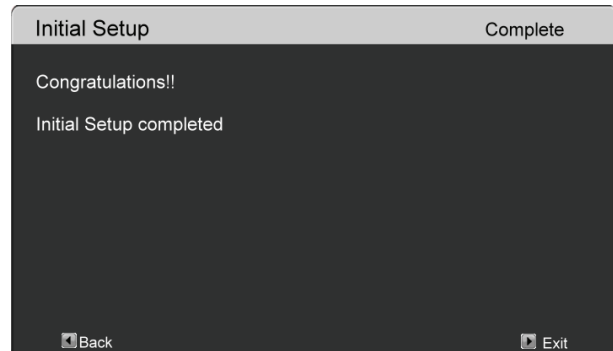 Initial Setup Complete
Congratulations!!
Initial Setup completed
Back Exit